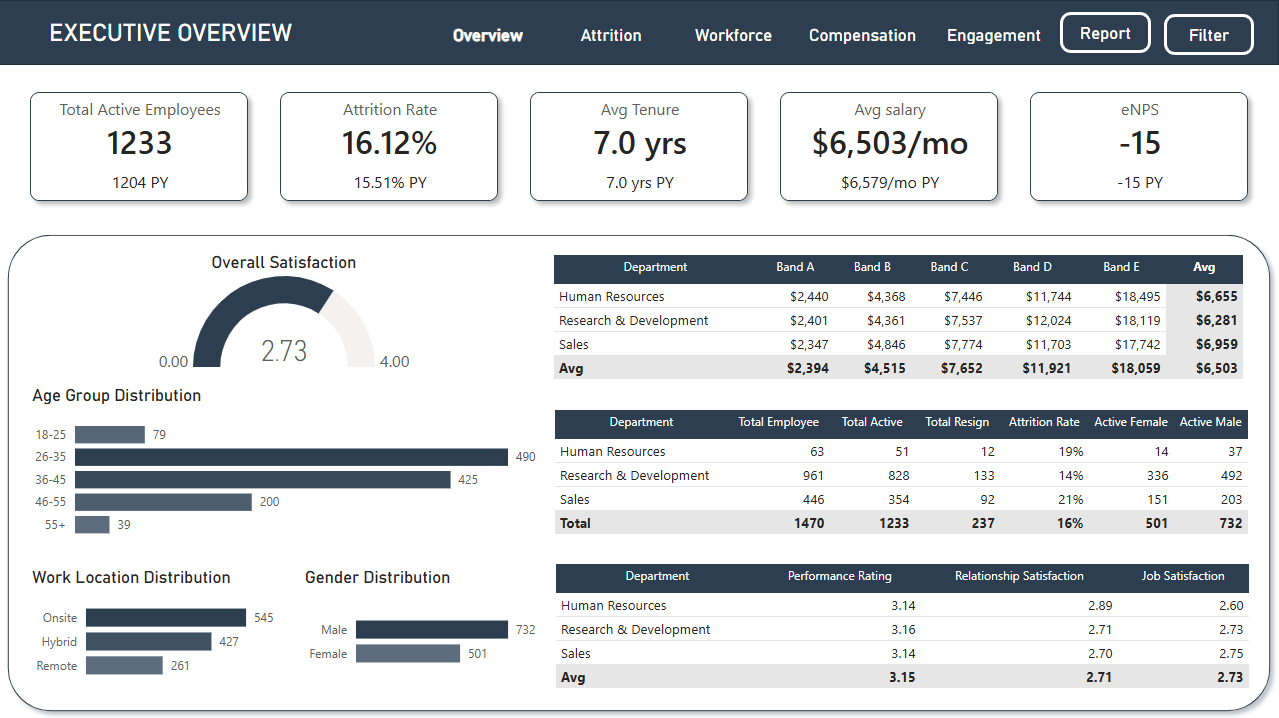 EXECUTIVE OVERVIEW
Overview Attrition Workforce Compensation Engagement Report Filter
Total Active Employees
1233
1204 PY
Attrition Rate
16.12%
15.51% PY
Avg Tenure
7.0 yrs
7.0 yrs PY
Avg salary
$6,503/mo
$6,579/mo PY
eNPS
-15
-15 PY
Overall Satisfaction
2.73
0.00 4.00
Age Group Distribution
18-25 79
26-35 490
36-45 425
46-55 200
55+ 39
Work Location Distribution
Onsite 545
Hybrid 427
Remote 261
Gender Distribution
Male 732
Female 501
Department Band A Band B Band C Band D Band E Avg
Human Resources $2,440 $4,368 $7,446 $11,744 $18,495 $6,655
Research & Development $2,401 $4,361 $7,537 $12,024 $18,119 $6,281
Sales $2,347 $4,846 $7,774 $11,703 $17,742 $6,959
Avg $2,394 $4,515 $7,652 $11,921 $18,059 $6,503
Department Total Employee Total Active Total Resign Attrition Rate Active Female Active Male
Human Resources 63 51 12 19% 14 37
Research & Development 961 828 133 14% 336 492
Sales 446 354 92 21% 151 203
Total 1470 1233 237 16% 501 732
Department Performance Rating Relationship Satisfaction Job Satisfaction
Human Resources 3.14 2.89 2.60
Research & Development 3.16 2.71 2.73
Sales 3.14 2.70 2.75
Avg 3.15 2.71 2.73